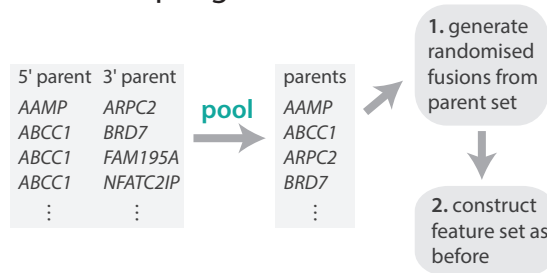 1. generate
randomised
fusions from
parent set
5' parent 3' parent
AAMP ARPC2
ABCC1 BRD7
ABCC1 FAM195A
ABCC1 NFATC2IP
⋮ ⋮
pool
parents
AAMP
ABCC1
ARPC2
BRD7
⋮
2. construct
feature set as
before